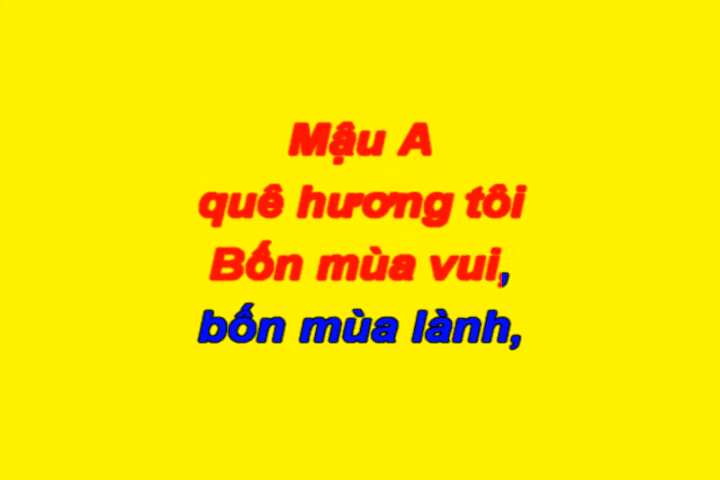 Mậu A
quê hương tôi
Bốn mùa vui,
bốn mùa lành,